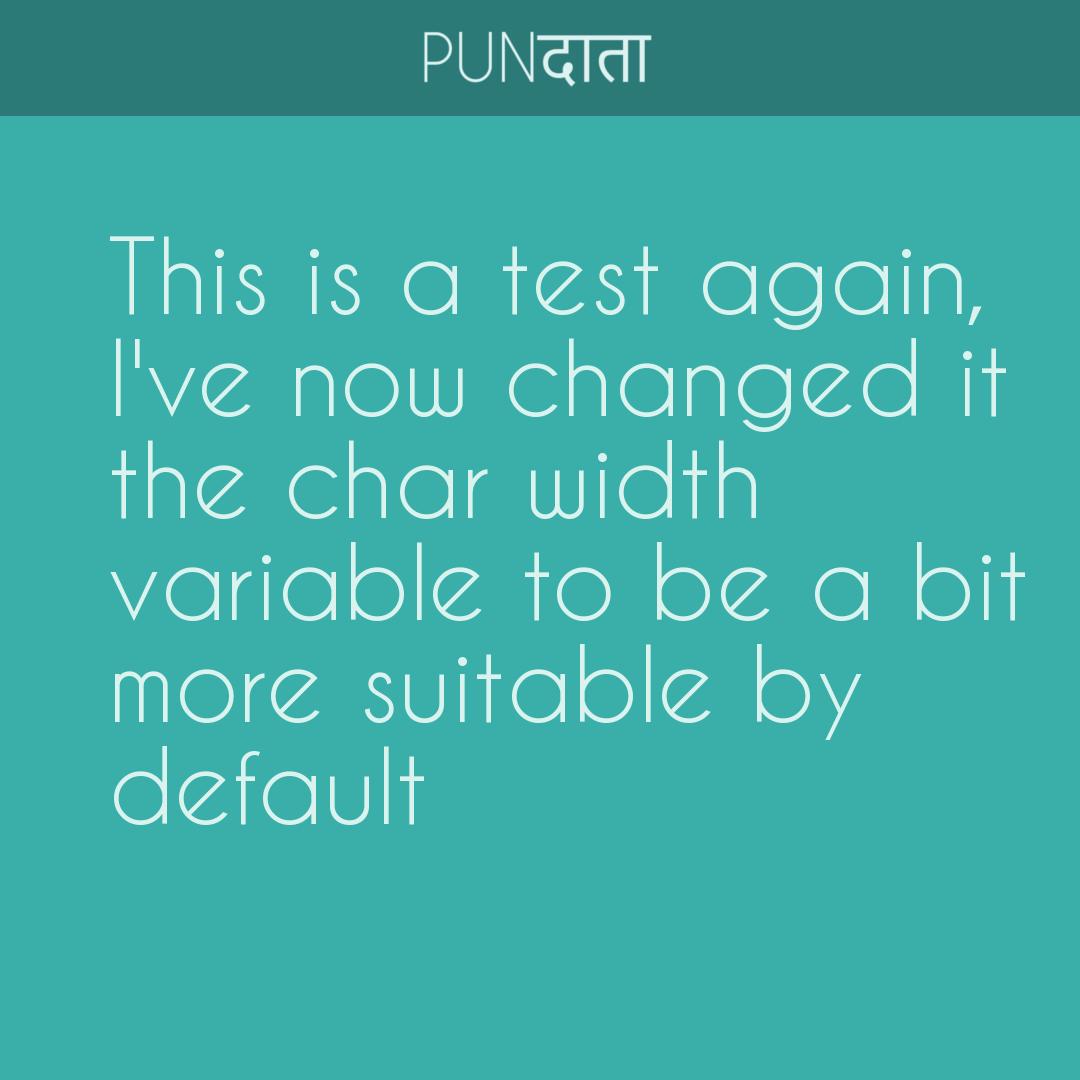 PUNदाता
This is a test again,
I've now changed it
the char width
variable to be a bit
more suitable by
default